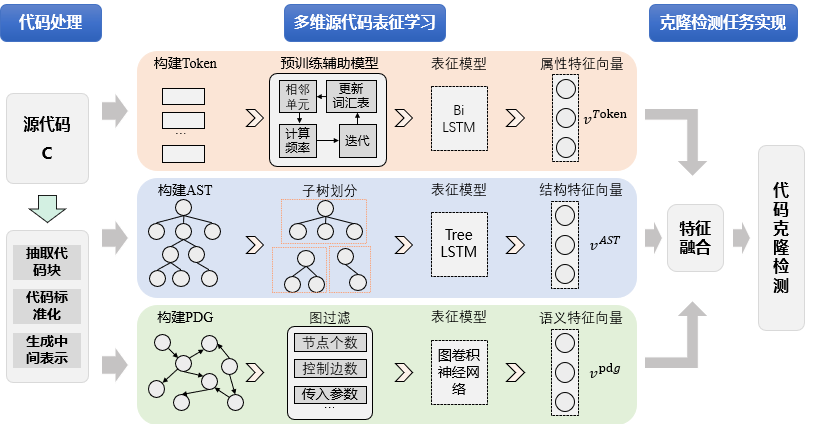 代码处理
多维源代码表征学习
克隆检测任务实现
源代码
C
抽取代
码块
代码标
准化
生成中
间表示
构建Token
...
预训练辅助模型
相邻
单元
更新
词汇表
计算
频率
迭代
表征模型
Bi
LSTM
属性特征向量
v^Token
构建AST
子树划分
表征模型
Tree
LSTM
结构特征向量
v^AST
构建PDG
图过滤
节点个数
控制边数
传入参数
...
表征模型
图卷积
神经网
络
语义特征向量
v^pdg
特征
融合
代
码
克
隆
检
测